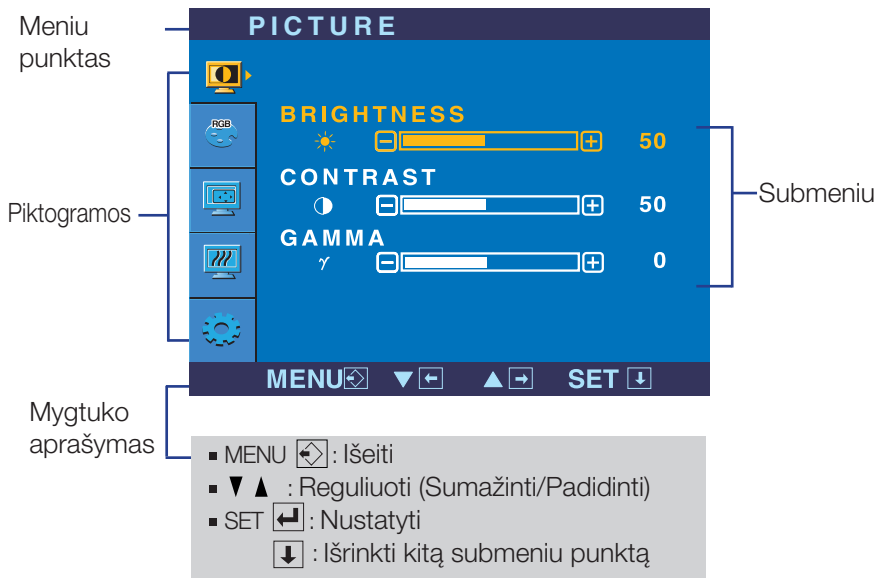 Meniu
punktas
PICTURE
RGB
BRIGHTNESS
50
CONTRAST
50
GAMMA
γ 0
Piktogramos
Submeniu
MENU ▼ ▲ SET
Mygtuko
aprašymas
▪ MENU : Išeiti
▪ ▼ ▲ : Reguliuoti (Sumažinti/Padidinti)
▪ SET : Nustatyti
: Išrinkti kitą submeniu punktą